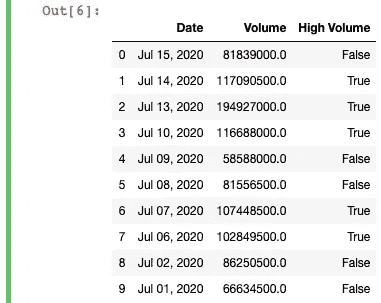 Out[6]:
Date Volume High Volume
0 Jul 15, 2020 81839000.0 False
1 Jul 14, 2020 117090500.0 True
2 Jul 13, 2020 194927000.0 True
3 Jul 10, 2020 116688000.0 True
4 Jul 09, 2020 58588000.0 False
5 Jul 08, 2020 81556500.0 False
6 Jul 07, 2020 107448500.0 True
7 Jul 06, 2020 102849500.0 True
8 Jul 02, 2020 86250500.0 False
9 Jul 01, 2020 66634500.0 False